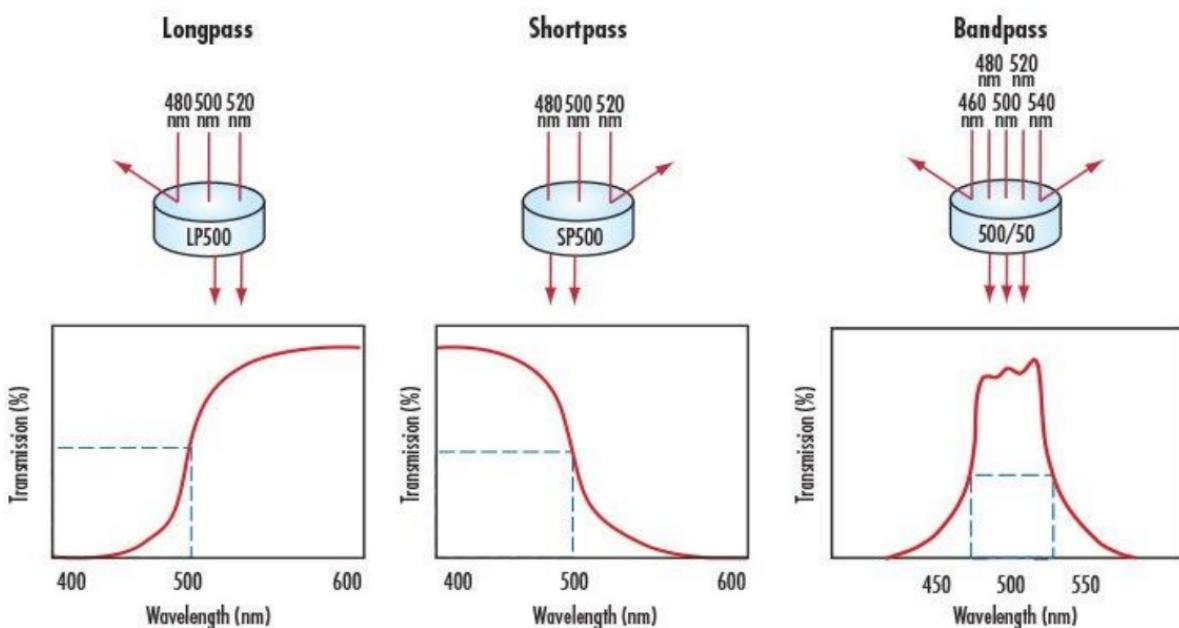 Longpass
480 500 520
nm nm nm
LP500
Transmission (%)
400 500 600
Wavelength (nm)
Shortpass
480 500 520
nm nm nm
SP500
Transmission (%)
400 500 600
Wavelength (nm)
Bandpass
480 520
nm nm
460 500 540
nm nm nm
500/50
Transmission (%)
450 500 550
Wavelength (nm)